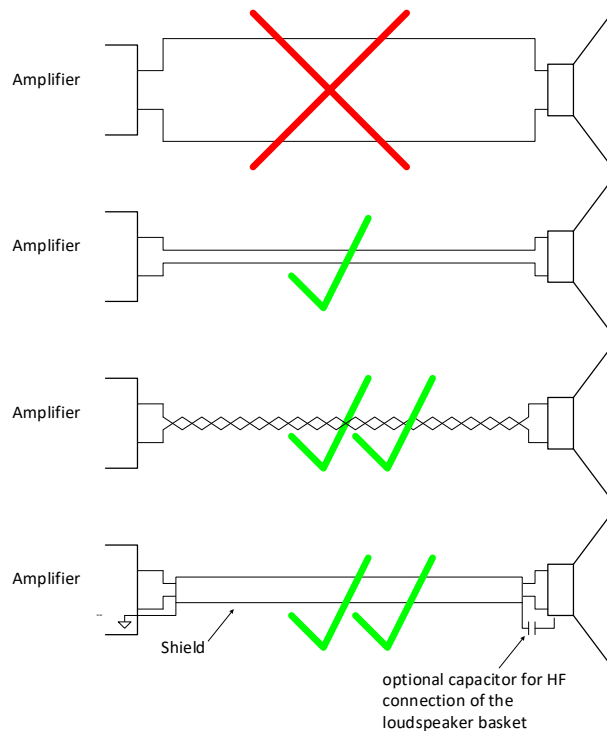 Amplifier
Amplifier
Amplifier
Amplifier
Shield
optional capacitor for HF
connection of the
loudspeaker basket